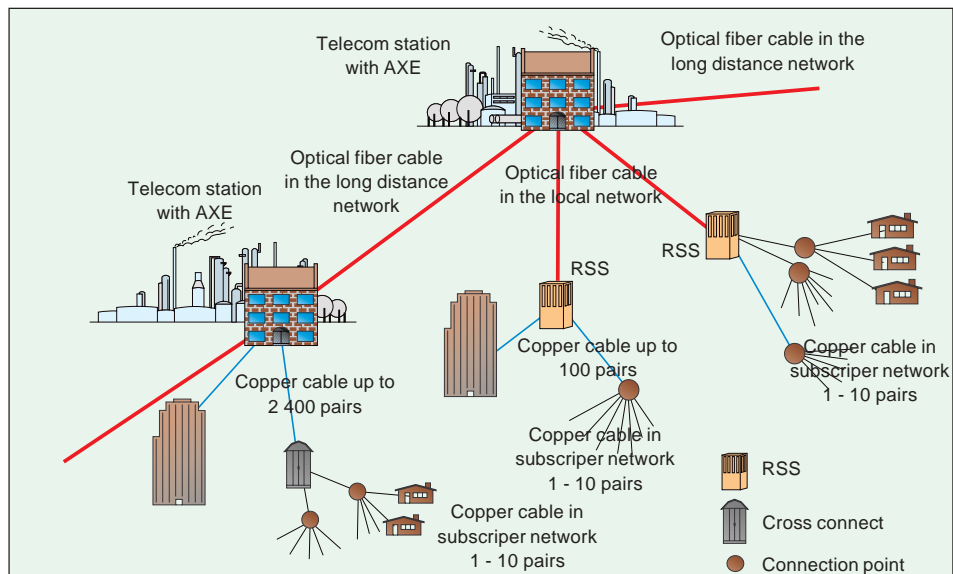 Telecom station
with AXE
Optical fiber cable in the
long distance network
Optical fiber cable
in the long distance
network
Optical fiber cable
in the local network
Telecom station
with AXE
RSS
RSS
Copper cable up to
2 400 pairs
Copper cable up to
100 pairs
Copper cable in
subscriper network
1 - 10 pairs
Copper cable in
subscriper network
1 - 10 pairs
Copper cable in
subscriper network
1 - 10 pairs
RSS
Cross connect
Connection point